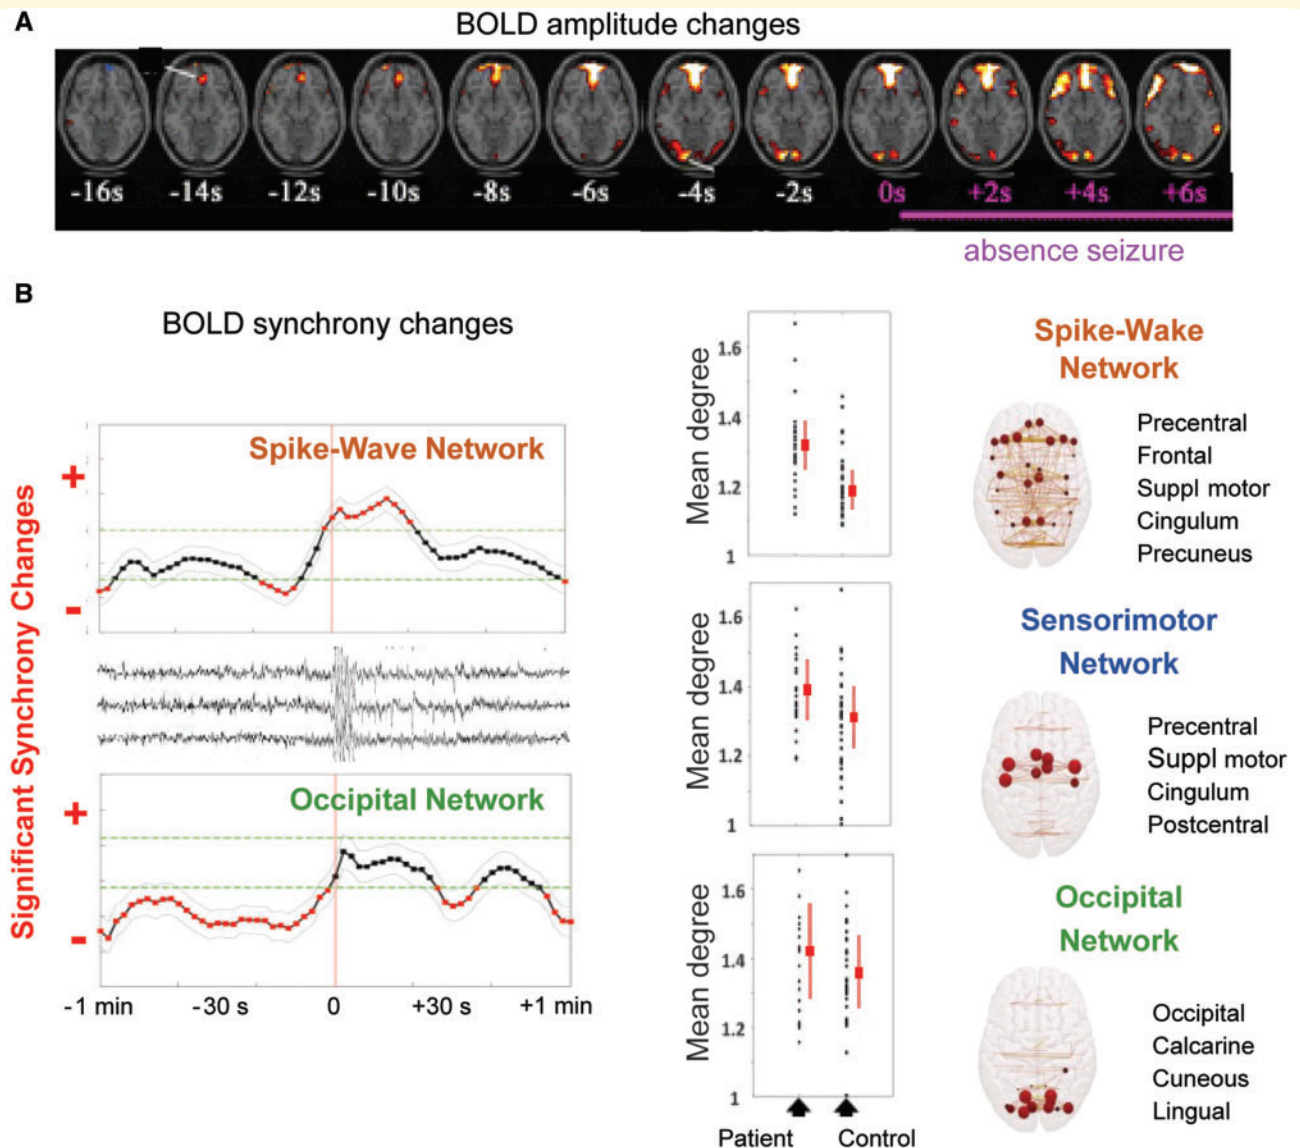 A
BOLD amplitude changes
-16s -14s -12s -10s -8s -6s -4s -2s 0s +2s +4s +6s
absence seizure
B
BOLD synchrony changes
Significant Synchrony Changes
+
-
Spike-Wave Network
+
-
Occipital Network
-1 min -30 s 0 +30 s +1 min
Mean degree
1.6
1.4
1.2
1
Spike-Wake
Network
Precentral
Frontal
Suppl motor
Cingulum
Precuneus
Mean degree
1.6
1.4
1.2
1
Sensorimotor
Network
Precentral
Suppl motor
Cingulum
Postcentral
Mean degree
1.6
1.4
1.2
1
Patient Control
Occipital
Network
Occipital
Calcarine
Cuneous
Lingual